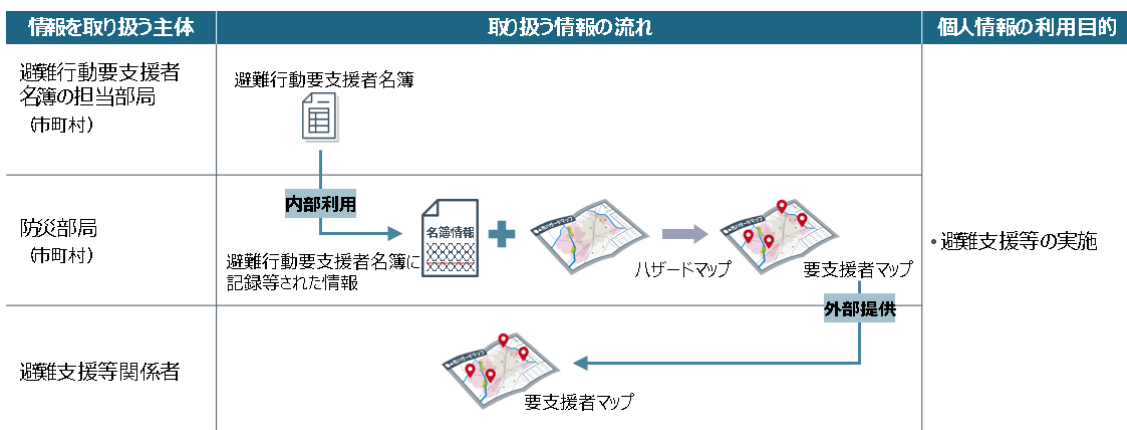 情報を取り扱う主体
取り扱う情報の流れ
個人情報の利用目的
避難行動要支援者
名簿の担当部局
(市町村)
避難行動要支援者名簿
内部利用
防災部局
(市町村)
名簿情報
避難行動要支援者名簿に
記録等された情報
ハザードマップ
要支援者マップ
・避難支援等の実施
外部提供
避難支援等関係者
要支援者マップ